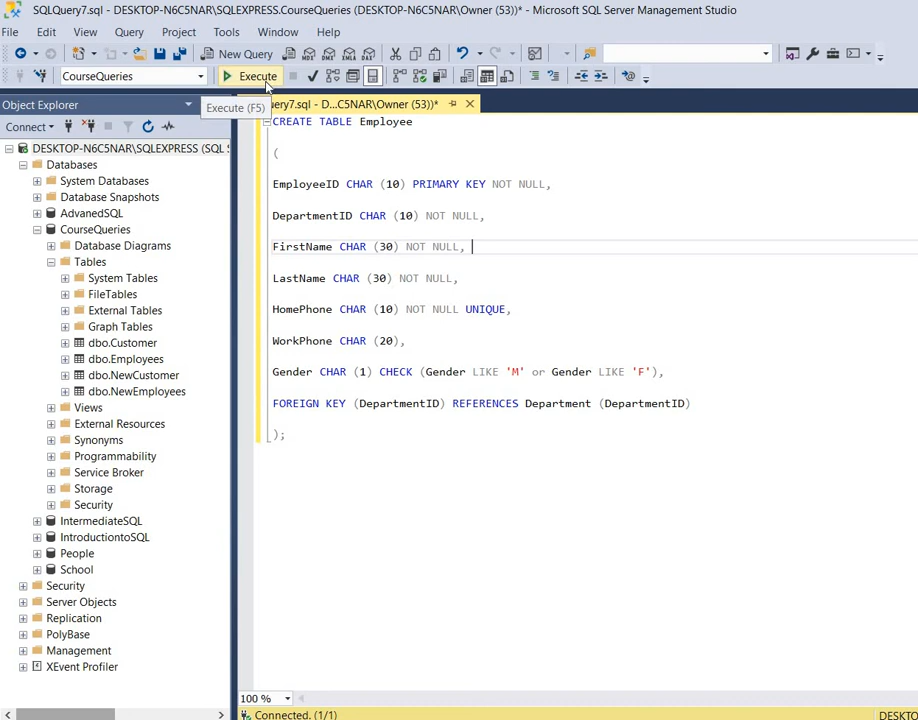 SQLQuery7.sql - DESKTOP-N6C5NAR\SQLEXPRESS.CourseQueries (DESKTOP-N6C5NAR\Owner (53))* - Microsoft SQL Server Management Studio
File Edit View Query Project Tools Window Help
New Query
CourseQueries Execute
Object Explorer
Execute (F5)
uery7.sql - D...C5NAR\Owner (53))*
Connect
DESKTOP-N6C5NAR\SQLEXPRESS (SQL S
Databases
System Databases
Database Snapshots
AdvanedSQL
CourseQueries
Database Diagrams
Tables
System Tables
FileTables
External Tables
Graph Tables
dbo.Customer
dbo.Employees
dbo.NewCustomer
dbo.NewEmployees
Views
External Resources
Synonyms
Programmability
Service Broker
Storage
Security
IntermediateSQL
IntroductiontoSQL
People
School
Security
Server Objects
Replication
PolyBase
Management
XEvent Profiler
CREATE TABLE Employee
(
EmployeeID CHAR (10) PRIMARY KEY NOT NULL,
DepartmentID CHAR (10) NOT NULL,
FirstName CHAR (30) NOT NULL,
LastName CHAR (30) NOT NULL,
HomePhone CHAR (10) NOT NULL UNIQUE,
WorkPhone CHAR (20),
Gender CHAR (1) CHECK (Gender LIKE 'M' or Gender LIKE 'F'),
FOREIGN KEY (DepartmentID) REFERENCES Department (DepartmentID)
);
100 %
Connected. (1/1) DESKTO